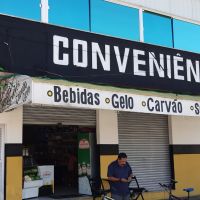 CONVENIÊN
•Bebidas •Gelo •Carvão •S